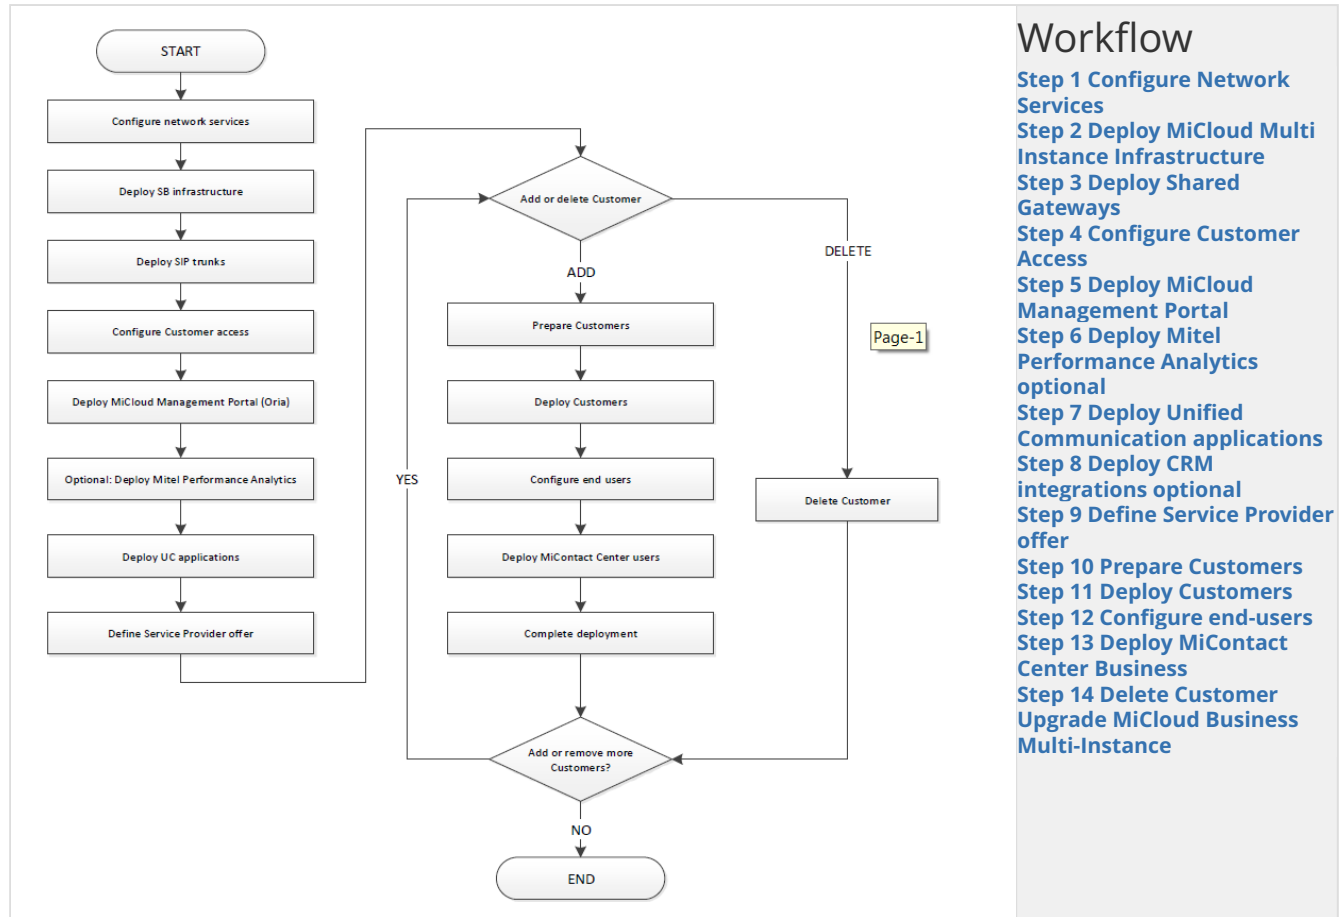 START
Configure network services
Deploy SB infrastructure
Deploy SIP trunks
Configure Customer access
Deploy MiCloud Management Portal (Oria)
Optional: Deploy Mitel Performance Analytics
Deploy UC applications
Define Service Provider offer
Add or delete Customer
ADD
DELETE
Prepare Customers
Deploy Customers
Configure end users
Deploy MiContact Center users
Complete deployment
YES
Page-1
Delete Customer
Add or remove more
Customers?
NO
END
Workflow
Step 1 Configure Network
Services
Step 2 Deploy MiCloud Multi
Instance Infrastructure
Step 3 Deploy Shared
Gateways
Step 4 Configure Customer
Access
Step 5 Deploy MiCloud
Management Portal
Step 6 Deploy Mitel
Performance Analytics
optional
Step 7 Deploy Unified
Communication applications
Step 8 Deploy CRM
integrations optional
Step 9 Define Service Provider
offer
Step 10 Prepare Customers
Step 11 Deploy Customers
Step 12 Configure end-users
Step 13 Deploy MiContact
Center Business
Step 14 Delete Customer
Upgrade MiCloud Business
Multi-Instance